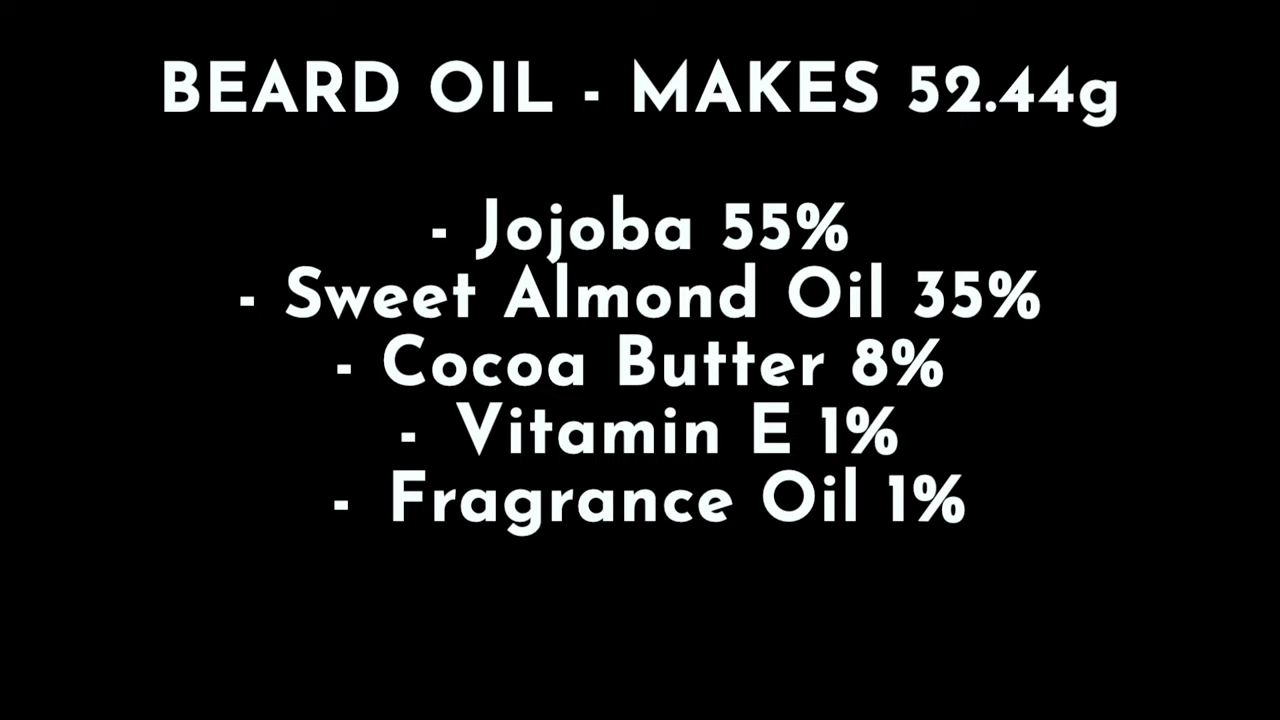 BEARD OIL - MAKES 52.44g
- Jojoba 55%
- Sweet Almond Oil 35%
- Cocoa Butter 8%
- Vitamin E 1%
- Fragrance Oil 1%